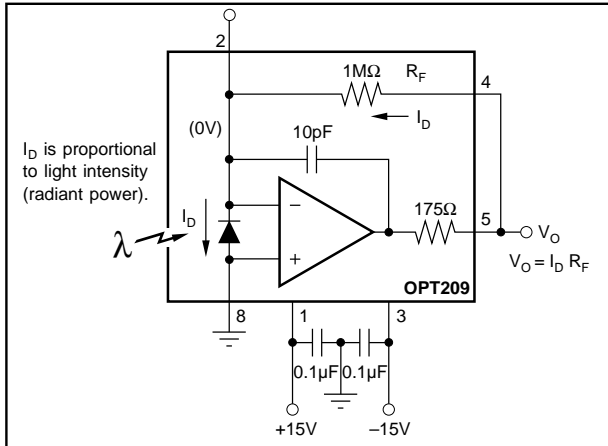 2
1MΩ R_F
4
(0V)
I_D
10pF
I_D is proportional
to light intensity
(radiant power).
I_D
λ
−
+
175Ω
5
V_O
V_O = I_D R_F
OPT209
8
1
3
0.1µF 0.1µF
+15V
–15V